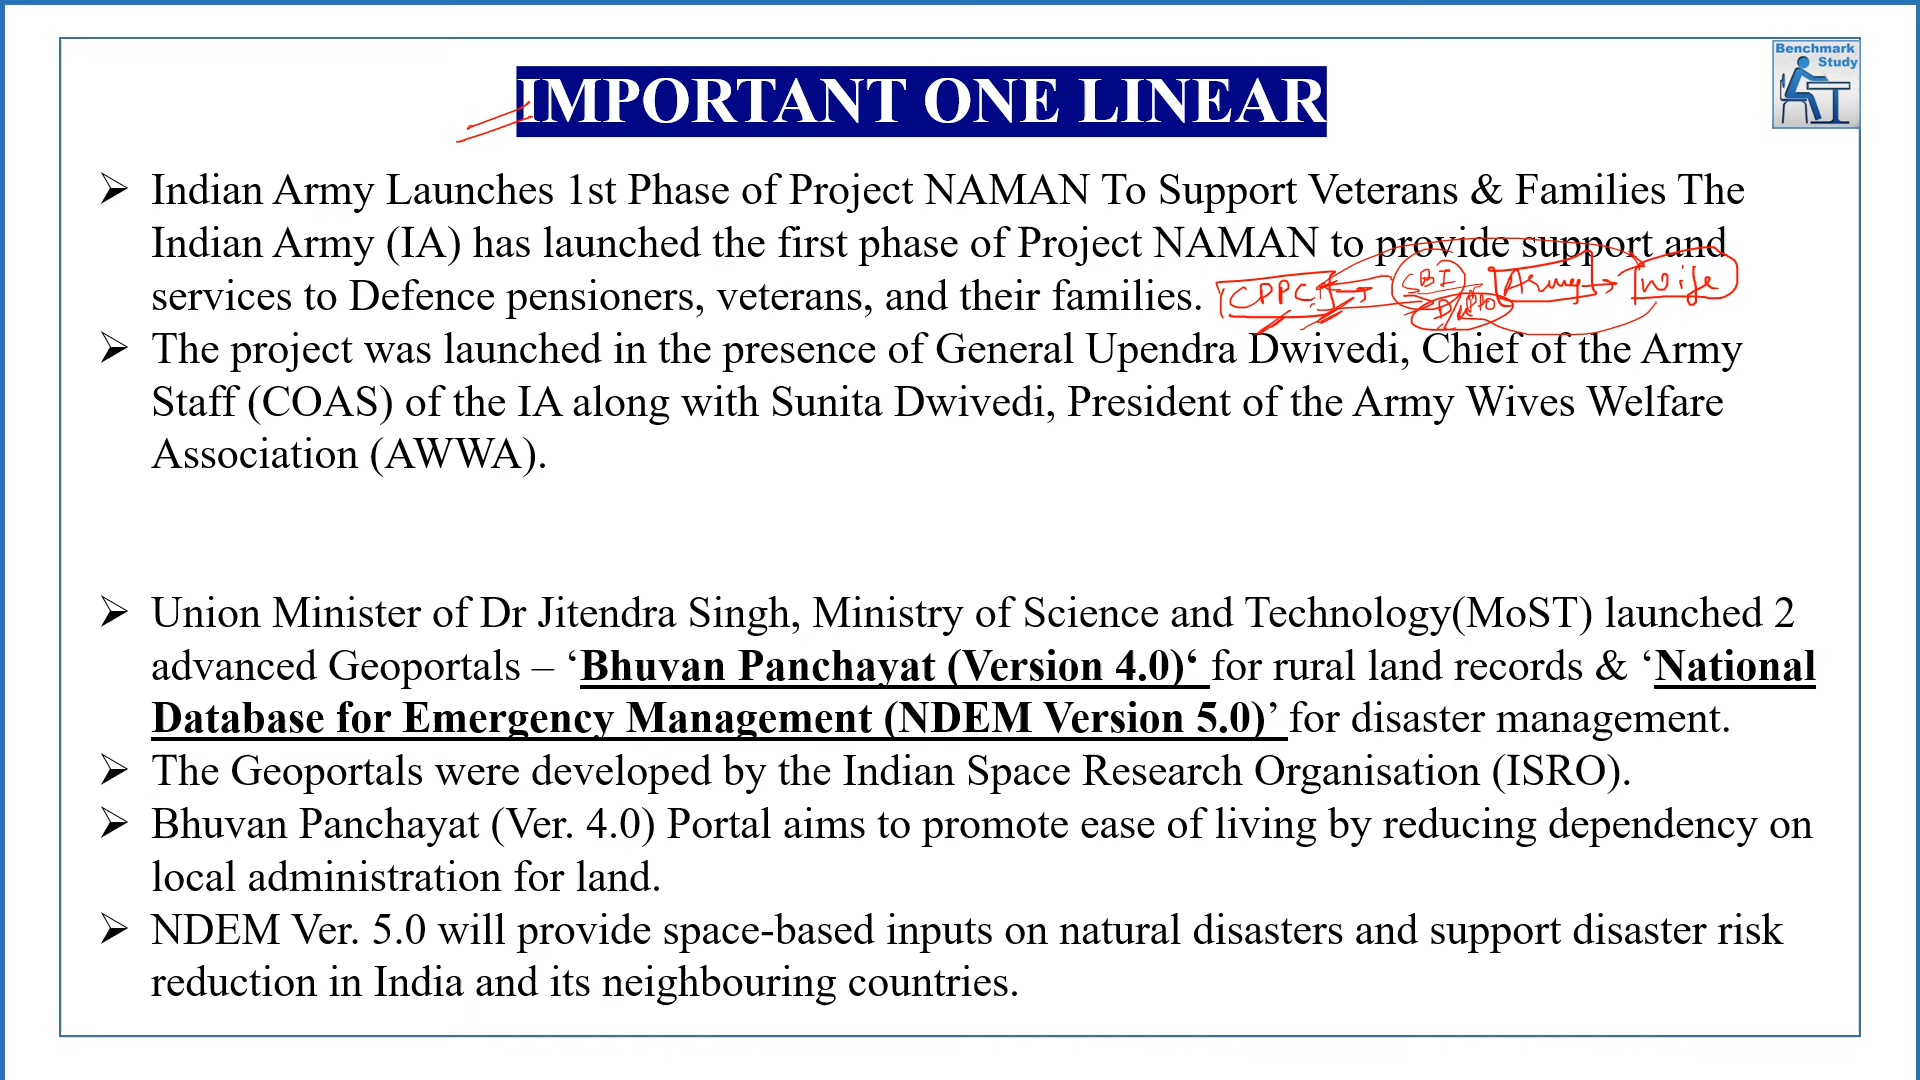 Benchmark
Study
IMPORTANT ONE LINEAR
➢ Indian Army Launches 1st Phase of Project NAMAN To Support Veterans & Families The
Indian Army (IA) has launched the first phase of Project NAMAN to provide support and
services to Defence pensioners, veterans, and their families.
CPPC → CBI Army → Wife
➢ The project was launched in the presence of General Upendra Dwivedi, Chief of the Army
Staff (COAS) of the IA along with Sunita Dwivedi, President of the Army Wives Welfare
Association (AWWA).
➢ Union Minister of Dr Jitendra Singh, Ministry of Science and Technology(MoST) launched 2
advanced Geoportals – ‘Bhuvan Panchayat (Version 4.0)‘ for rural land records & ‘National
Database for Emergency Management (NDEM Version 5.0)’ for disaster management.
➢ The Geoportals were developed by the Indian Space Research Organisation (ISRO).
➢ Bhuvan Panchayat (Ver. 4.0) Portal aims to promote ease of living by reducing dependency on
local administration for land.
➢ NDEM Ver. 5.0 will provide space-based inputs on natural disasters and support disaster risk
reduction in India and its neighbouring countries.